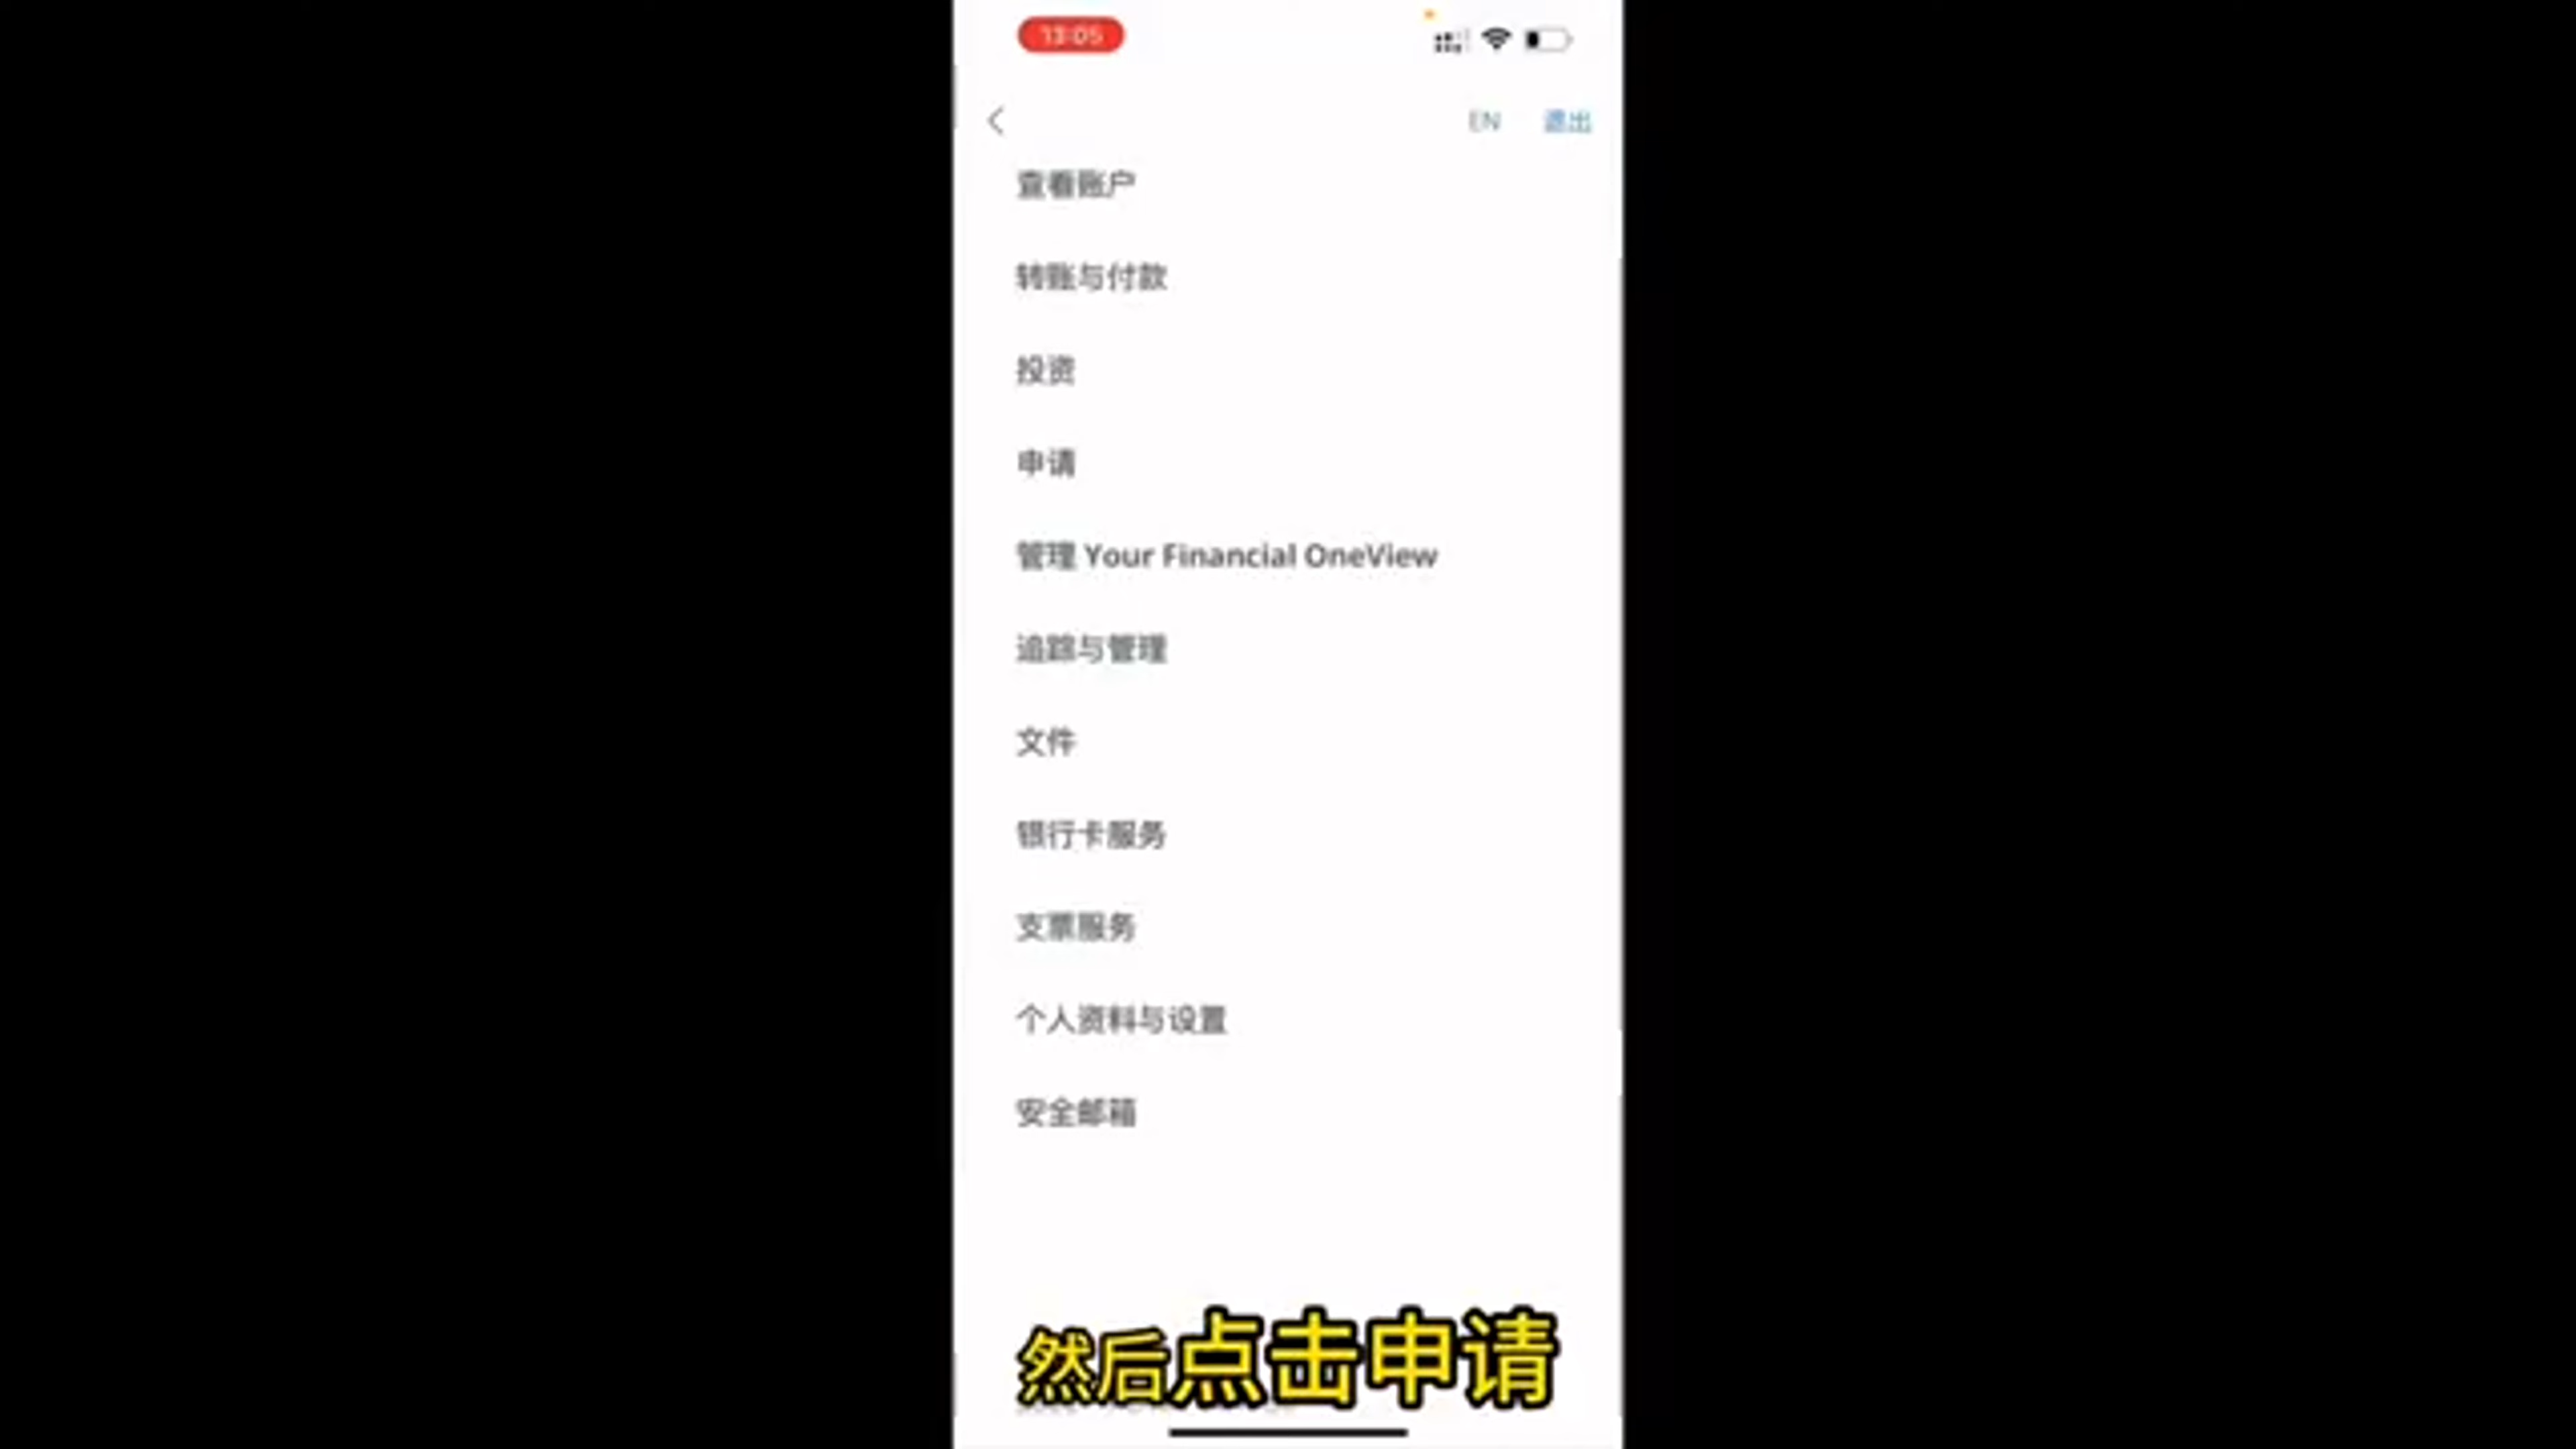 13:05
EN 退出
查看账户
转账与付款
投资
申请
管理 Your Financial OneView
追踪与管理
文件
银行卡服务
支票服务
个人资料与设置
安全邮箱
然后点击申请